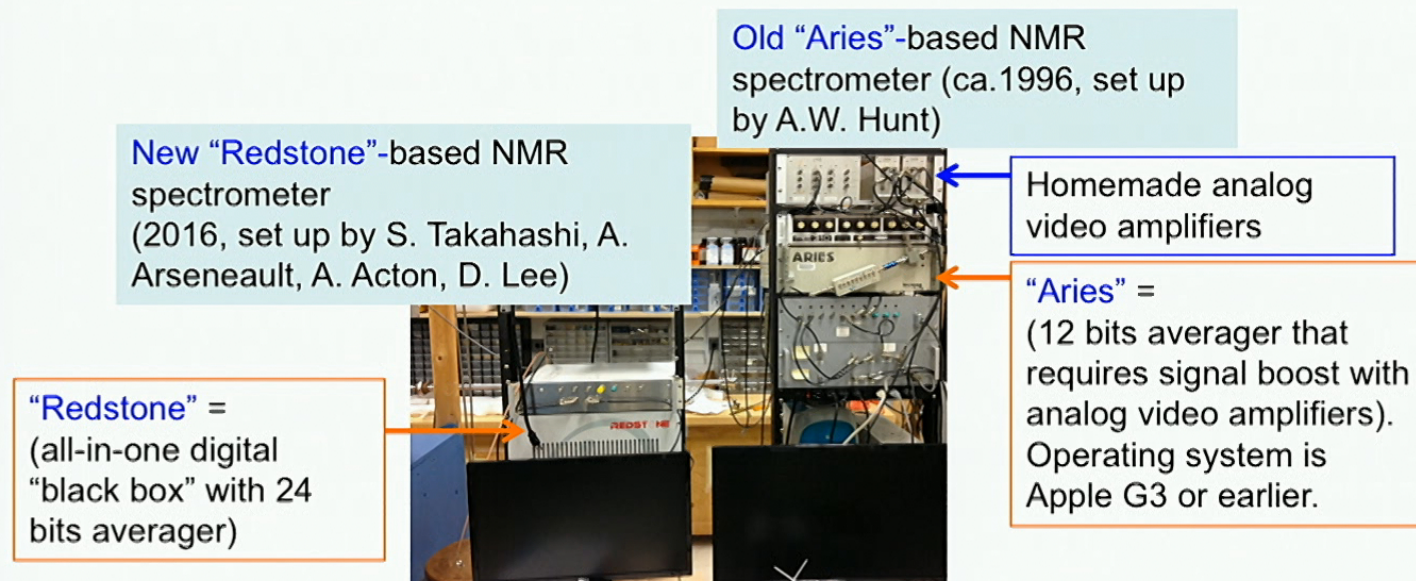 Old “Aries”-based NMR
spectrometer (ca.1996, set up
by A.W. Hunt)
New “Redstone”-based NMR
spectrometer
(2016, set up by S. Takahashi, A.
Arseneault, A. Acton, D. Lee)
Homemade analog
video amplifiers
ARIES
“Aries” =
(12 bits averager that
requires signal boost with
analog video amplifiers).
Operating system is
Apple G3 or earlier.
“Redstone” =
(all-in-one digital
“black box” with 24
bits averager)